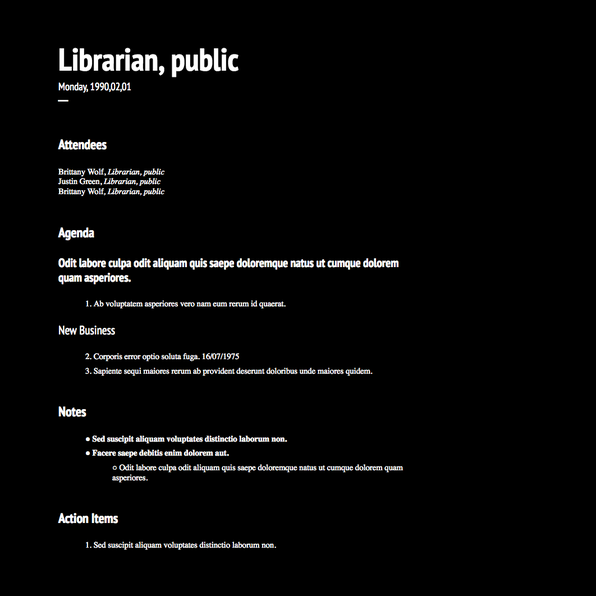 Librarian, public
Monday, 1990,02,01
Attendees
Brittany Wolf, Librarian, public
Justin Green, Librarian, public
Brittany Wolf, Librarian, public
Agenda
Odit labore culpa odit aliquam quis saepe doloremque natus ut cumque dolorem
quam asperiores.
1. Ab voluptatem asperiores vero nam eum rerum id quaerat.
New Business
2. Corporis error optio soluta fuga. 16/07/1975
3. Sapiente sequi maiores rerum ab provident deserunt doloribus unde maiores quidem.
Notes
● Sed suscipit aliquam voluptates distinctio laborum non.
● Facere saepe debitis enim dolorem aut.
○ Odit labore culpa odit aliquam quis saepe doloremque natus ut cumque dolorem quam
asperiores.
Action Items
1. Sed suscipit aliquam voluptates distinctio laborum non.